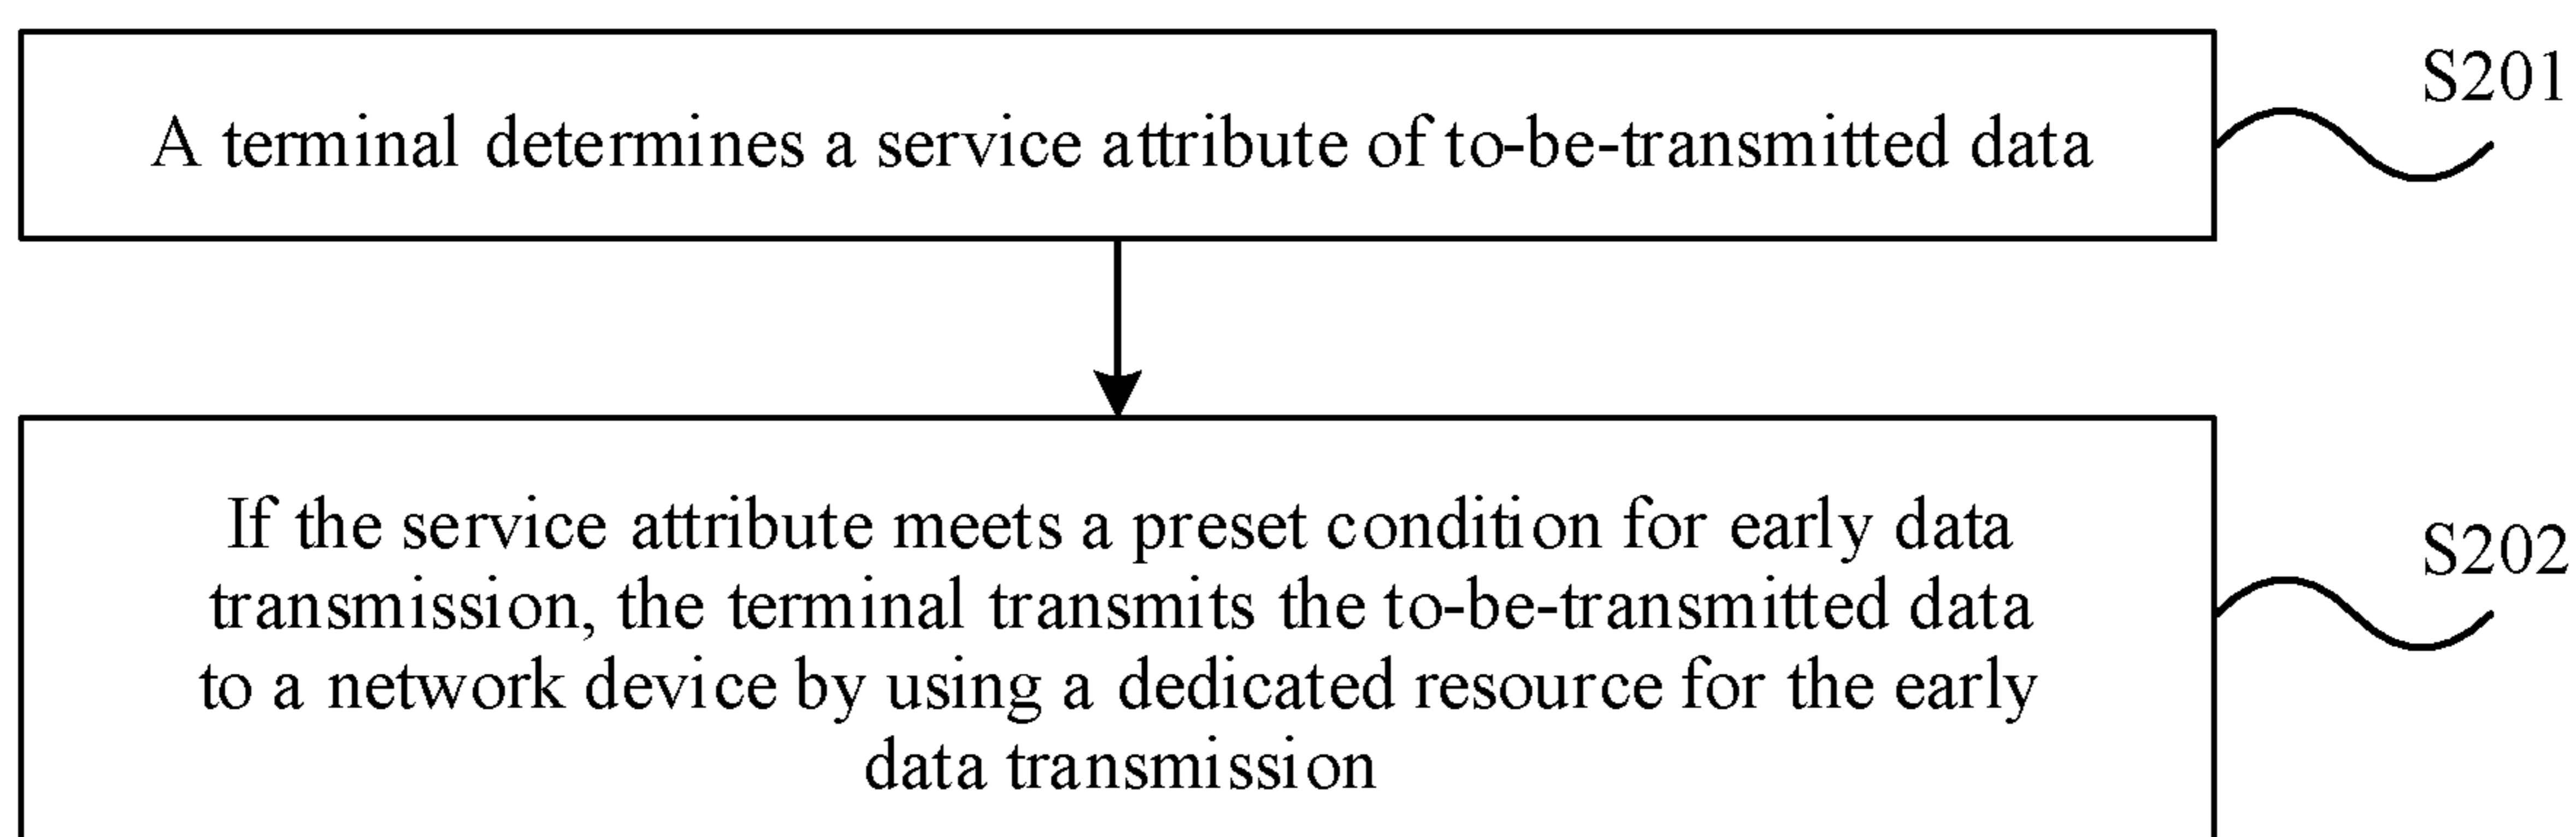 S201
A terminal determines a service attribute of to-be-transmitted data
If the service attribute meets a preset condition for early data
transmission, the terminal transmits the to-be-transmitted data
S202
to a network device by using a dedicated resource for the early
data transmission